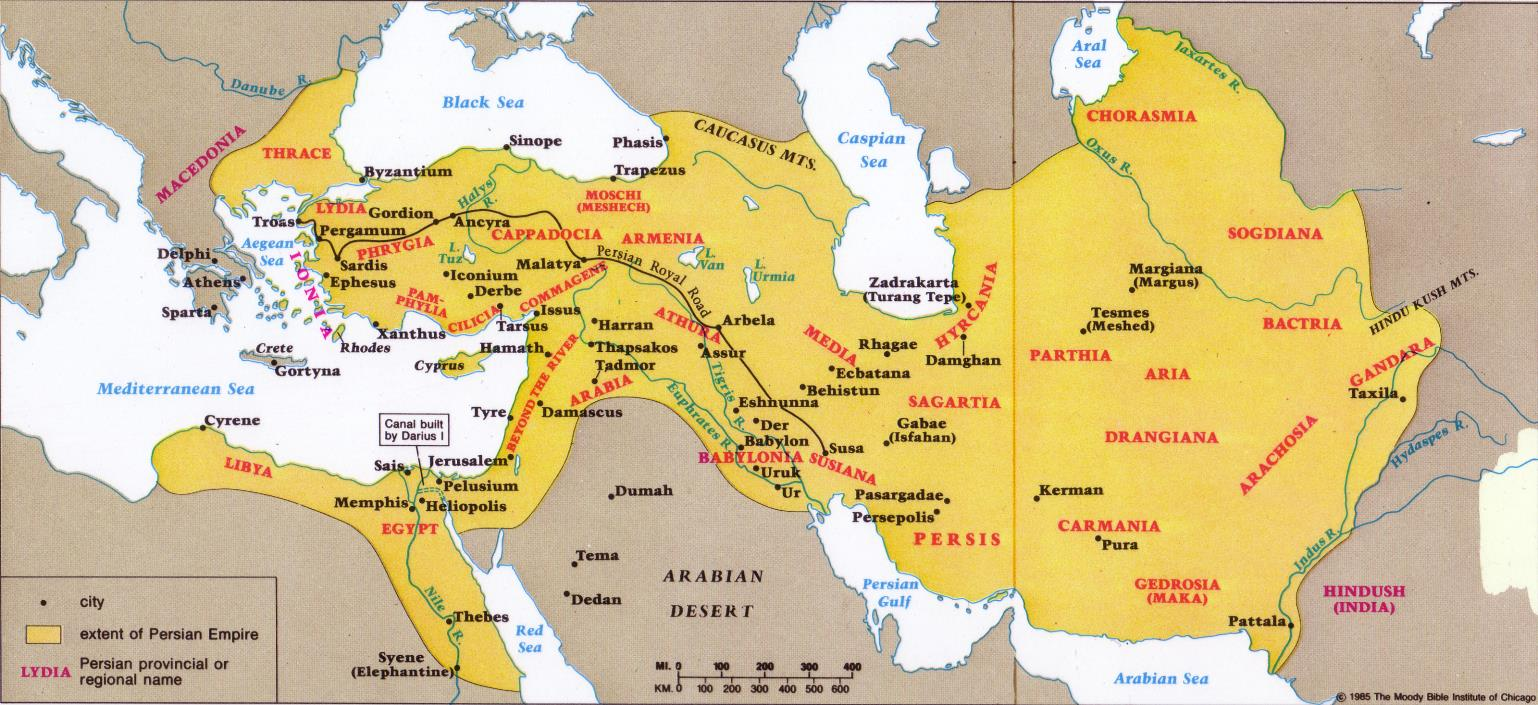 Aral
Sea
Jaxartes R.
Danube R.
Black Sea
CHORASMIA
Caspian
Sea
CAUCASUS MTS.
Oxus R.
MACEDONIA
THRACE
Sinope
Phasis
Byzantium
Trapezus
Halys
R.
MOSCHI
(MESHECH)
LYDIA
Gordion
Troas
Pergamum
Ancyra
CAPPADOCIA
ARMENIA
SOGDIANA
Aegean
Sea
PHRYGIA
L.
Tuz
Persian Royal Road
L.
Van
L.
Urmia
Delphi
Sardis
Malatya
Athens
Ephesus
Iconium
Derbe
COMMAGENE
Zadrakarta
(Turang Tepe)
Margiana
(Margus)
HYRCANIA
HINDU KUSH MTS.
IONIA
PAM-
PHYLIA
CILICIA
Tarsus
Issus
Sparta
Harran
ATHURA
Arbela
Tesmes
(Meshed)
BACTRIA
Xanthus
Rhodes
Crete
Gortyna
Cyprus
Hamath
Thapsakos
Assur
MEDIA
Rhagae
Damghan
PARTHIA
GANDARA
Tadmor
ARABIA
Tigris R.
Ecbatana
Behistun
ARIA
Taxila
Mediterranean Sea
BEYOND THE RIVER
Euphrates R.
Eshnunna
SAGARTIA
Cyrene
Tyre
Damascus
Der
Gabae
(Isfahan)
DRANGIANA
ARACHOSIA
Hydaspes R.
Canal built
by Darius I
Babylon
BABYLONIA
Susa
SUSIANA
LIBYA
Sais
Jerusalem
Uruk
Ur
Pelusium
Memphis
Heliopolis
Dumah
Pasargadae
Persepolis
Kerman
EGYPT
PERSIS
CARMANIA
Pura
Tema
Indus R.
ARABIAN
DESERT
Dedan
Persian
Gulf
GEDROSIA
(MAKA)
HINDUSH
(INDIA)
Nile R.
Thebes
Red
Sea
Pattala
Syene
(Elephantine)
Arabian Sea
city
extent of Persian Empire
LYDIA Persian provincial or
regional name
MI. 0 100 200 300 400
KM. 0 100 200 300 400 500 600
© 1985 The Moody Bible Institute of Chicago